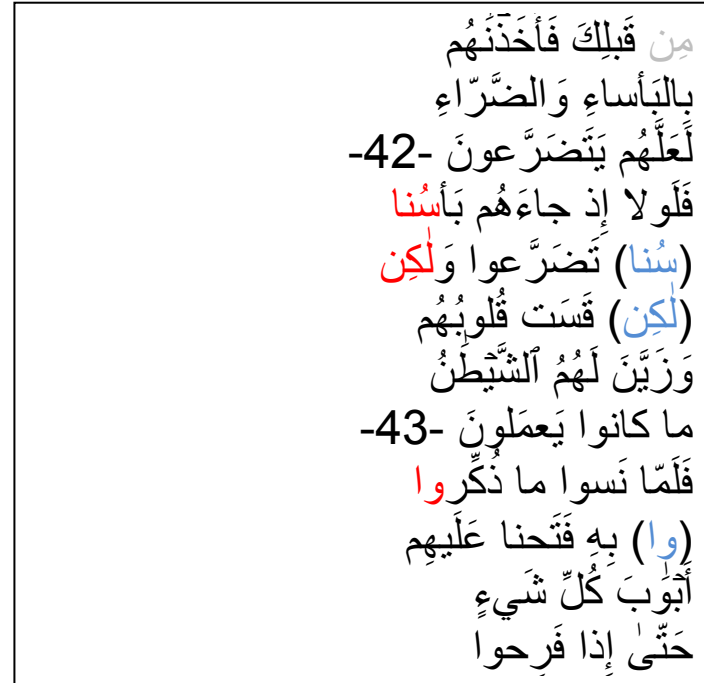 مِن قَبلِكَ فَأَخَذنَٰهُم
بِالبَأساءِ وَالضَّرّاءِ
لَعَلَّهُم يَتَضَرَّعونَ -42-
فَلَولا إِذ جاءَهُم بَأسُنا
(سُنا) تَضَرَّعوا وَلٰكِن
(لٰكِن) قَسَت قُلوبُهُم
وَزَيَّنَ لَهُمُ ٱلشَّيطَٰنُ
ما كانوا يَعمَلونَ -43-
فَلَمّا نَسوا ما ذُكِّروا
(وا) بِهِ فَتَحنا عَلَيهِم
أَبوَٰبَ كُلِّ شَيءٍ
حَتّىٰ إِذا فَرِحوا